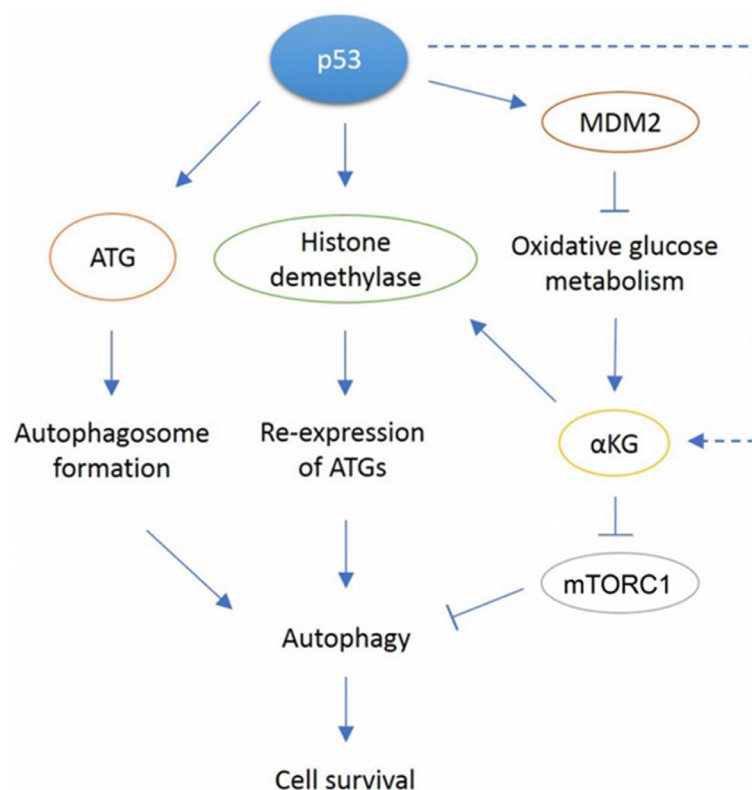 p53
MDM2
ATG
Histone
demethylase
Oxidative glucose
metabolism
Autophagosome
formation
Re-expression
of ATGs
αKG
mTORC1
Autophagy
Cell survival